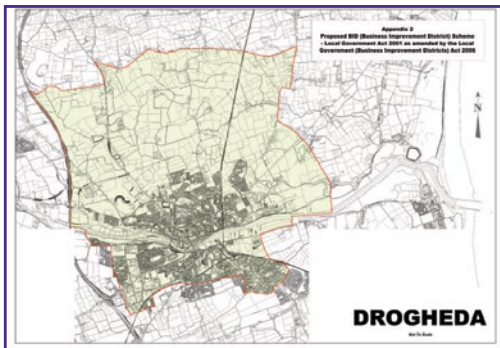 Appendix 2
Proposed BID (Business Improvement District) Scheme
- Local Government Act 2001 as amended by the Local
Government (Business Improvement Districts) Act 2006
N
DROGHEDA
Not To Scale